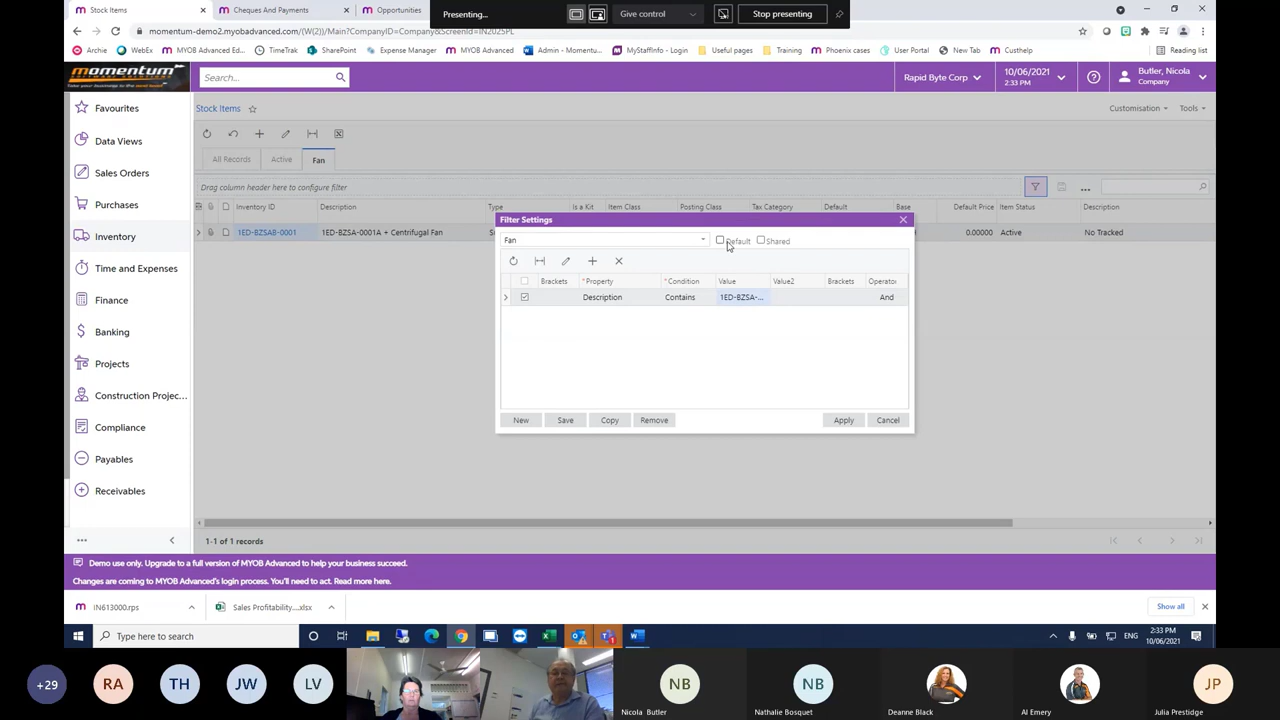 Stock Items
Cheques And Payments
Opportunities
Presenting...
Give control
Stop presenting
momentum-demo2.myobadvanced.com/(W(2))/Main?CompanyID=Company&ScreenId=IN2025PL
Archie
WebEx
MYOB Advanced Ed...
TimeTrak
SharePoint
Expense Manager
MYOB Advanced
Admin - Momentu...
MyStaffInfo - Login
Useful pages
Training
Phoenix cases
User Portal
New Tab
Custhelp
Reading list
momentum
Search...
Rapid Byte Corp
10/06/2021
2:33 PM
Butler, Nicola
Company
Favourites
Data Views
Sales Orders
Purchases
Inventory
Time and Expenses
Finance
Banking
Projects
Construction Projec...
Compliance
Payables
Receivables
Stock Items
Customisation
Tools
All Records
Active
Fan
Drag column header here to configure filter
Inventory ID Description Type Is a Kit Item Class Posting Class Tax Category Default Base Default Price Item Status Description
1ED-BZSAB-0001 1ED-BZSA-0001A + Centrifugal Fan 0.00000 Active No Tracked
Filter Settings
Fan
Default
Shared
Brackets *Property *Condition Value Value2 Brackets Operator
Description Contains 1ED-BZSA-... And
New
Save
Copy
Remove
Apply
Cancel
1-1 of 1 records
Demo use only. Upgrade to a full version of MYOB Advanced to help your business succeed.
Changes are coming to MYOB Advanced's login process. You'll need to act. Read more here.
IN613000.rps
Sales Profitability....xlsx
Show all
Type here to search
ENG
2:33 PM
10/06/2021
+29
RA
TH
JW
LV
NB
NB
JP
Nicola Butler
Nathalie Bosquet
Deanne Black
Al Emery
Julia Prestidge